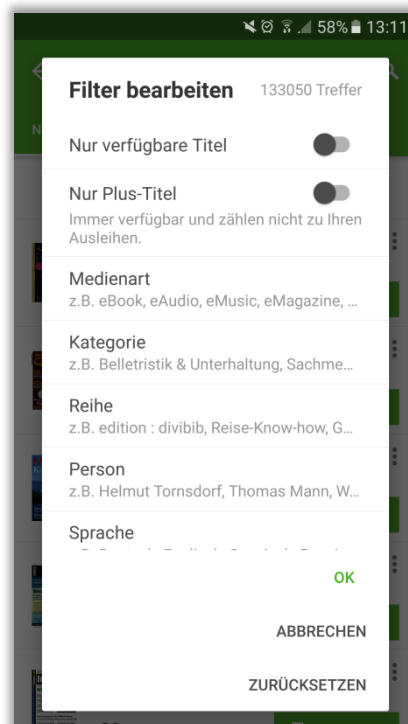 58% 13:11
Filter bearbeiten 133050 Treffer
Nur verfügbare Titel
Nur Plus-Titel
Immer verfügbar und zählen nicht zu Ihren
Ausleihen.
Medienart
z.B. eBook, eAudio, eMusic, eMagazine, ...
Kategorie
z.B. Belletristik & Unterhaltung, Sachme...
Reihe
z.B. edition : divibib, Reise-Know-how, G...
Person
z.B. Helmut Tornsdorf, Thomas Mann, W...
Sprache
OK
ABBRECHEN
ZURÜCKSETZEN